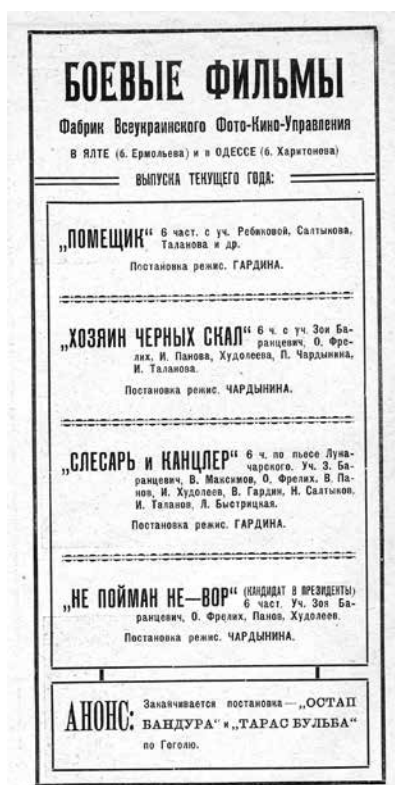 БОЕВЫЕ ФИЛЬМЫ
Фабрик Всеукраинского Фото-Кино-Управления
В ЯЛТЕ (б. Ермольева) и в ОДЕССЕ (б. Харитонова)
ВЫПУСКА ТЕКУЩЕГО ГОДА:
„ПОМЕЩИК“ 6 част. с уч. Ребиковой, Салтыкова,
Таланова и др.
Постановка режис. ГАРДИНА.
„ХОЗЯИН ЧЕРНЫХ СКАЛ“ 6 ч. с уч. Зои Ба-
ранцевич, О. Фре-
лих, И. Панова, Худолеева, П. Чардынина,
И. Таланова.
Постановка режис. ЧАРДЫНИНА.
„СЛЕСАРЬ и КАНЦЛЕР“ 6 ч. по пьесе Луна-
чарского. Уч. З. Ба-
ранцевич, В. Максимов, О. Фрелих, В. Па-
нов, И. Худолеев, В. Гардин, Н. Салтыков,
И. Таланов, Л. Быстрицкая.
Постановка режис. ГАРДИНА.
„НЕ ПОЙМАН НЕ—ВОР“ (КАНДИДАТ В ПРЕЗИДЕНТЫ)
6 част. Уч. Зоя Ба-
ранцевич, О. Фрелих, Панов, Худолеев.
Постановка режис. ЧАРДЫНИНА.
АНОНС: Заканчивается постановка—„ОСТАП
БАНДУРА“ и „ТАРАС БУЛЬБА“
по Гоголю.